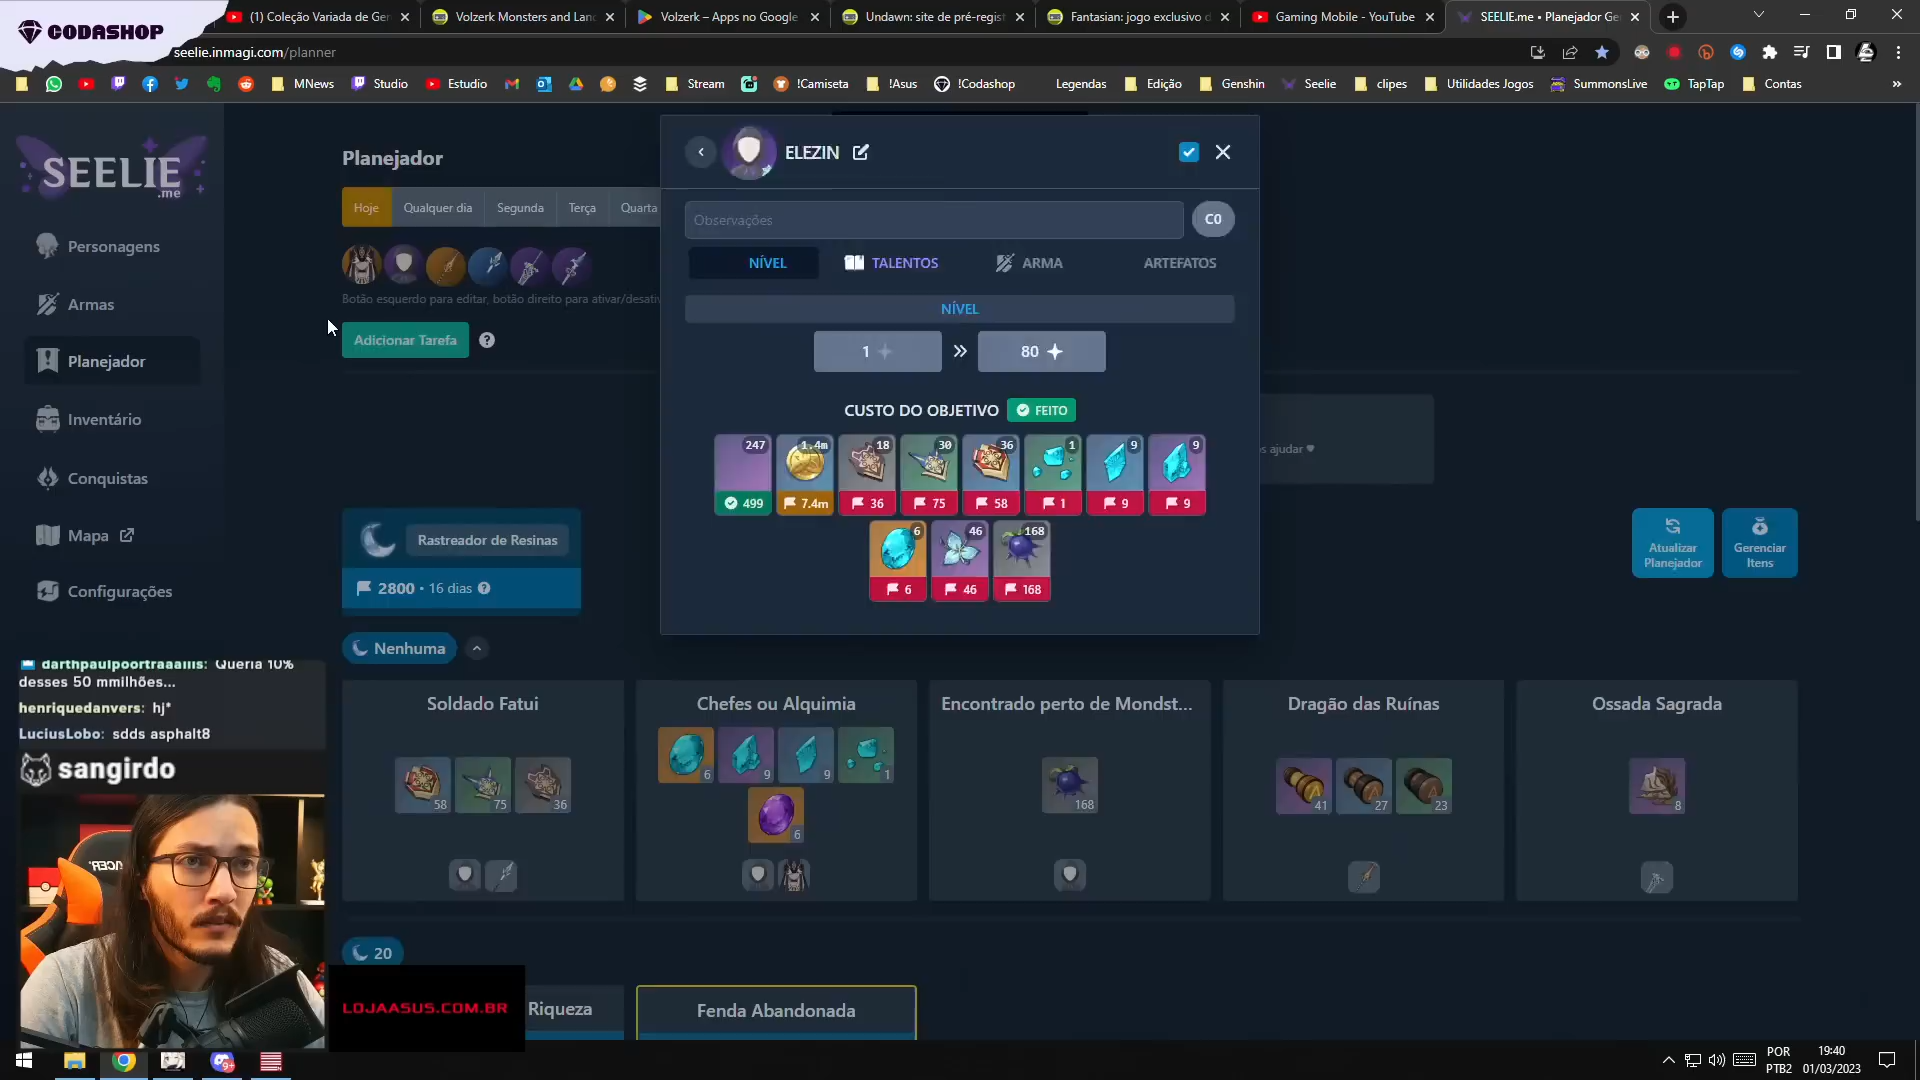 CODASHOP
(1) Coleção Variada de Ger
Volzerk Monsters and Lan
Volzerk – Apps no Google
Undawn: site de pré-regist
Fantasian: jogo exclusivo d
Gaming Mobile - YouTube
SEELIE.me • Planejador Ge
seelie.inmagi.com/planner
MNews
Studio
Estudio
Stream
!Camiseta
!Asus
!Codashop
Legendas
Edição
Genshin
Seelie
clipes
Utilidades Jogos
SummonsLive
TapTap
Contas
SEELIE
.me
Personagens
Armas
Planejador
Inventário
Conquistas
Mapa
Configurações
Planejador
Hoje
Qualquer dia
Segunda
Terça
Quarta
Botão esquerdo para editar, botão direito para ativar/desativ
Adicionar Tarefa
ELEZIN
Observações
C0
NÍVEL
TALENTOS
ARMA
ARTEFATOS
NÍVEL
1
80
CUSTO DO OBJETIVO
FEITO
247
1.4m
18
30
36
1
9
9
499
7.4m
36
75
58
1
9
9
6
46
168
6
46
168
s ajudar
Rastreador de Resinas
2800 • 16 dias
Atualizar
Planejador
Gerenciar
Itens
Nenhuma
Soldado Fatui
58
75
36
Chefes ou Alquimia
6
9
9
1
6
Encontrado perto de Mondst...
168
Dragão das Ruínas
41
27
23
Ossada Sagrada
8
20
Riqueza
Fenda Abandonada
darthpaulpoortraaaiiis: Queria 10%
desses 50 mmilhões...
henriquedanvers: hj*
LuciusLobo: sdds asphalt8
sangirdo
LOJAASUS.COM.BR
9+
POR
PTB2
19:40
01/03/2023